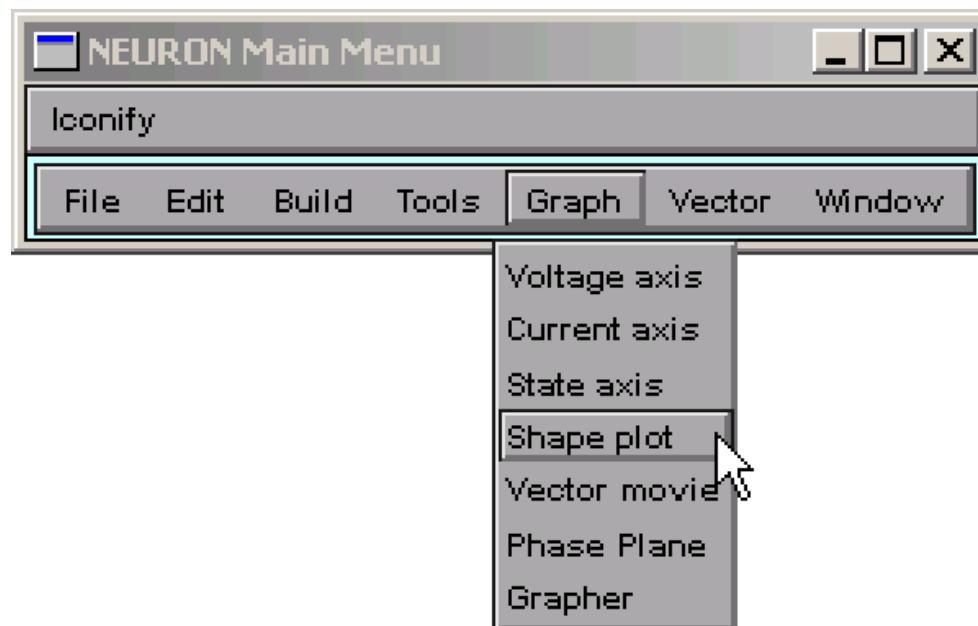 NEURON Main Menu
Iconify
File Edit Build Tools Graph Vector Window
Voltage axis
Current axis
State axis
Shape plot
Vector movie
Phase Plane
Grapher